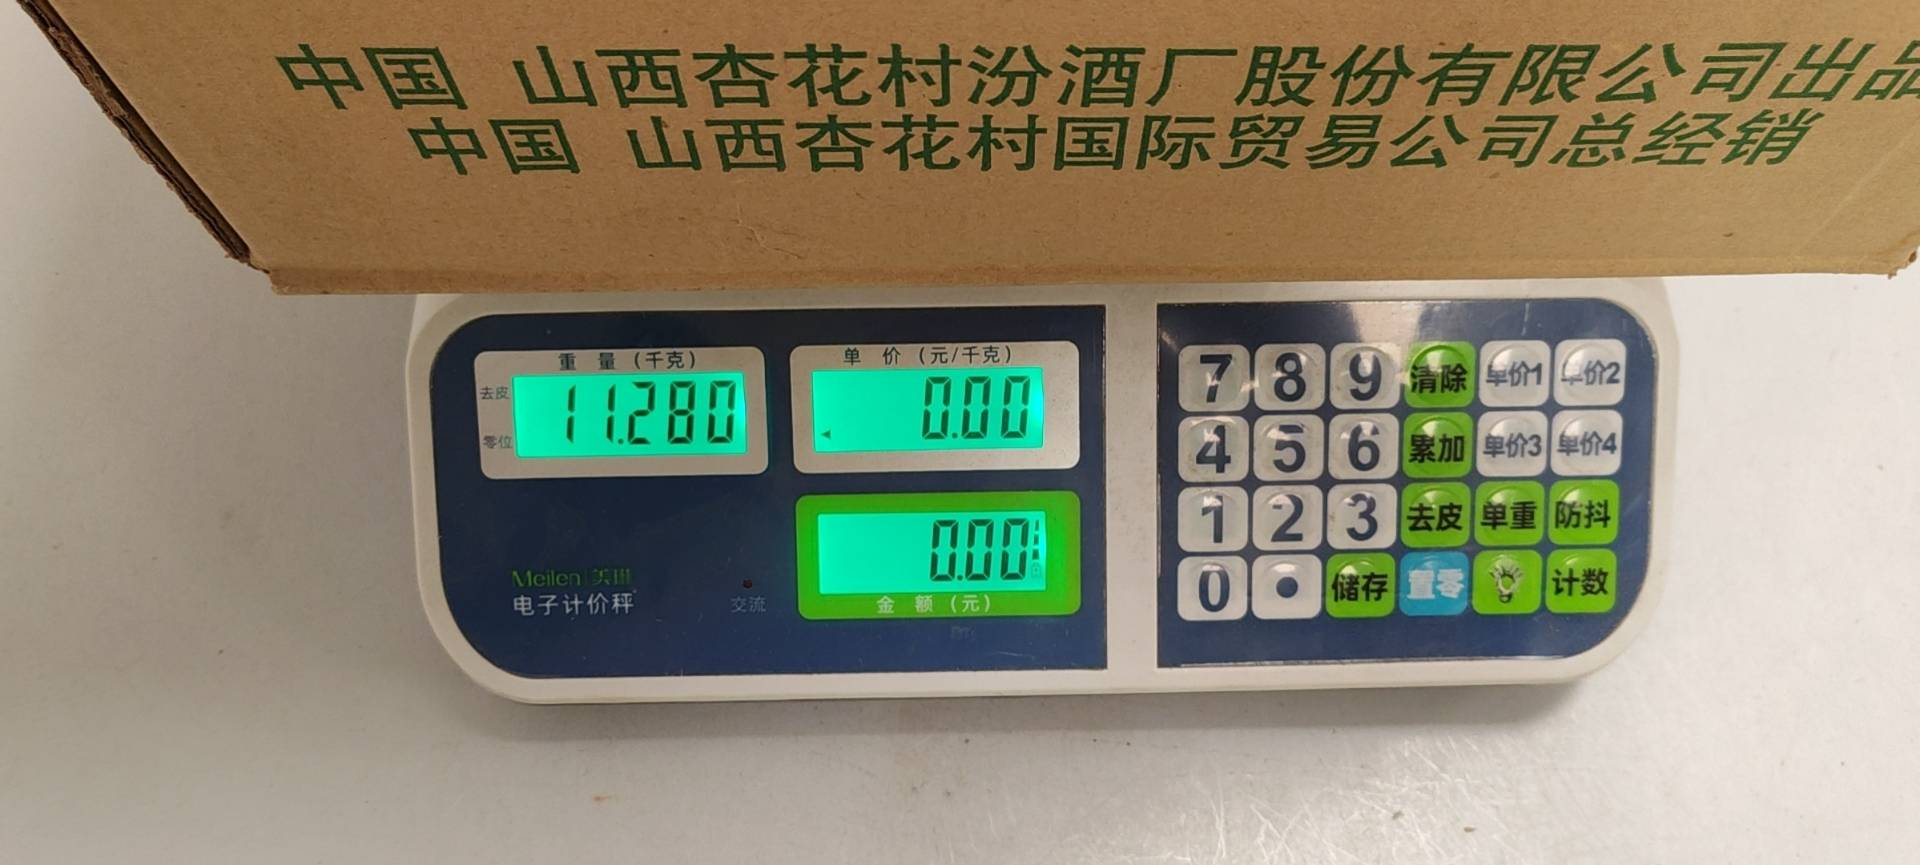 中国 山西杏花村汾酒厂股份有限公司出品
中国 山西杏花村国际贸易公司总经销
重量(千克)
去皮
零位
11.280
单价(元/千克)
0.00
0.00
金额(元)
Meilen 美琳
电子计价秤
交流
7 8 9 清除 单价1 单价2
4 5 6 累加 单价3 单价4
1 2 3 去皮 单重 防抖
0 . 储存 置零 计数